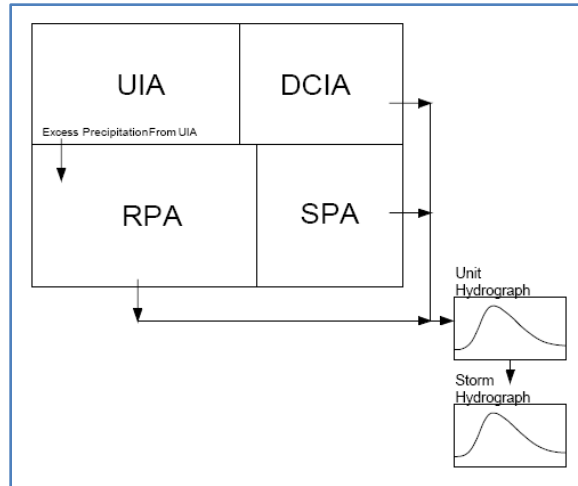 UIA
DCIA
Excess Precipitation From UIA
RPA
SPA
Unit
Hydrograph
Storm
Hydrograph